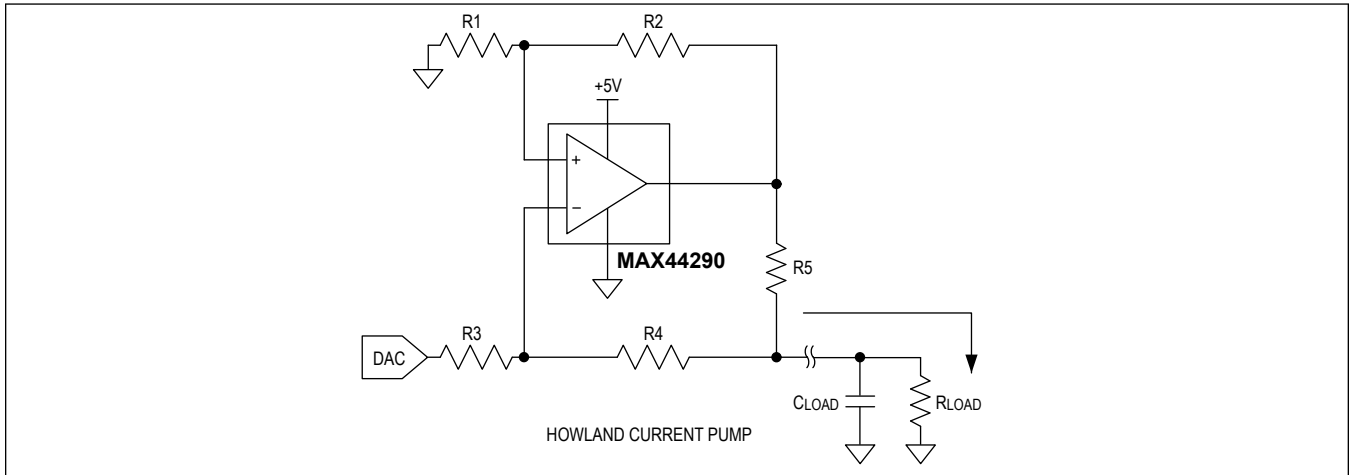 R1
R2
+5V
+
−
MAX44290
R5
DAC
R3
R4
CLOAD
RLOAD
HOWLAND CURRENT PUMP